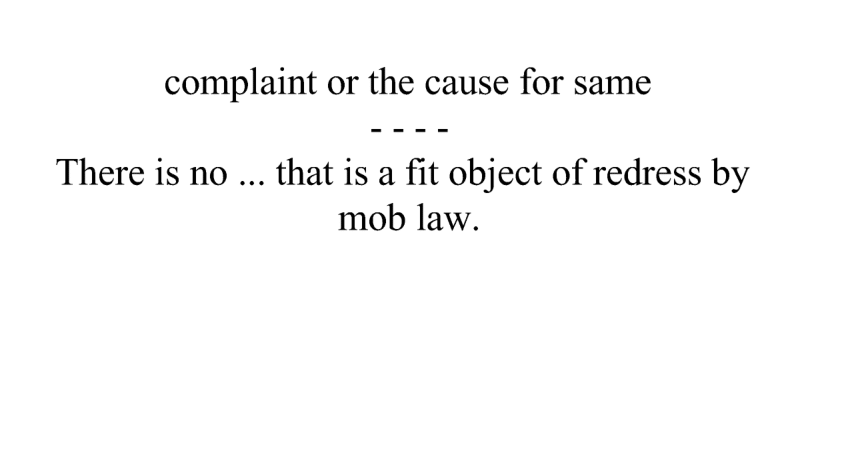 complaint or the cause for same
- - - -
There is no ... that is a fit object of redress by
mob law.